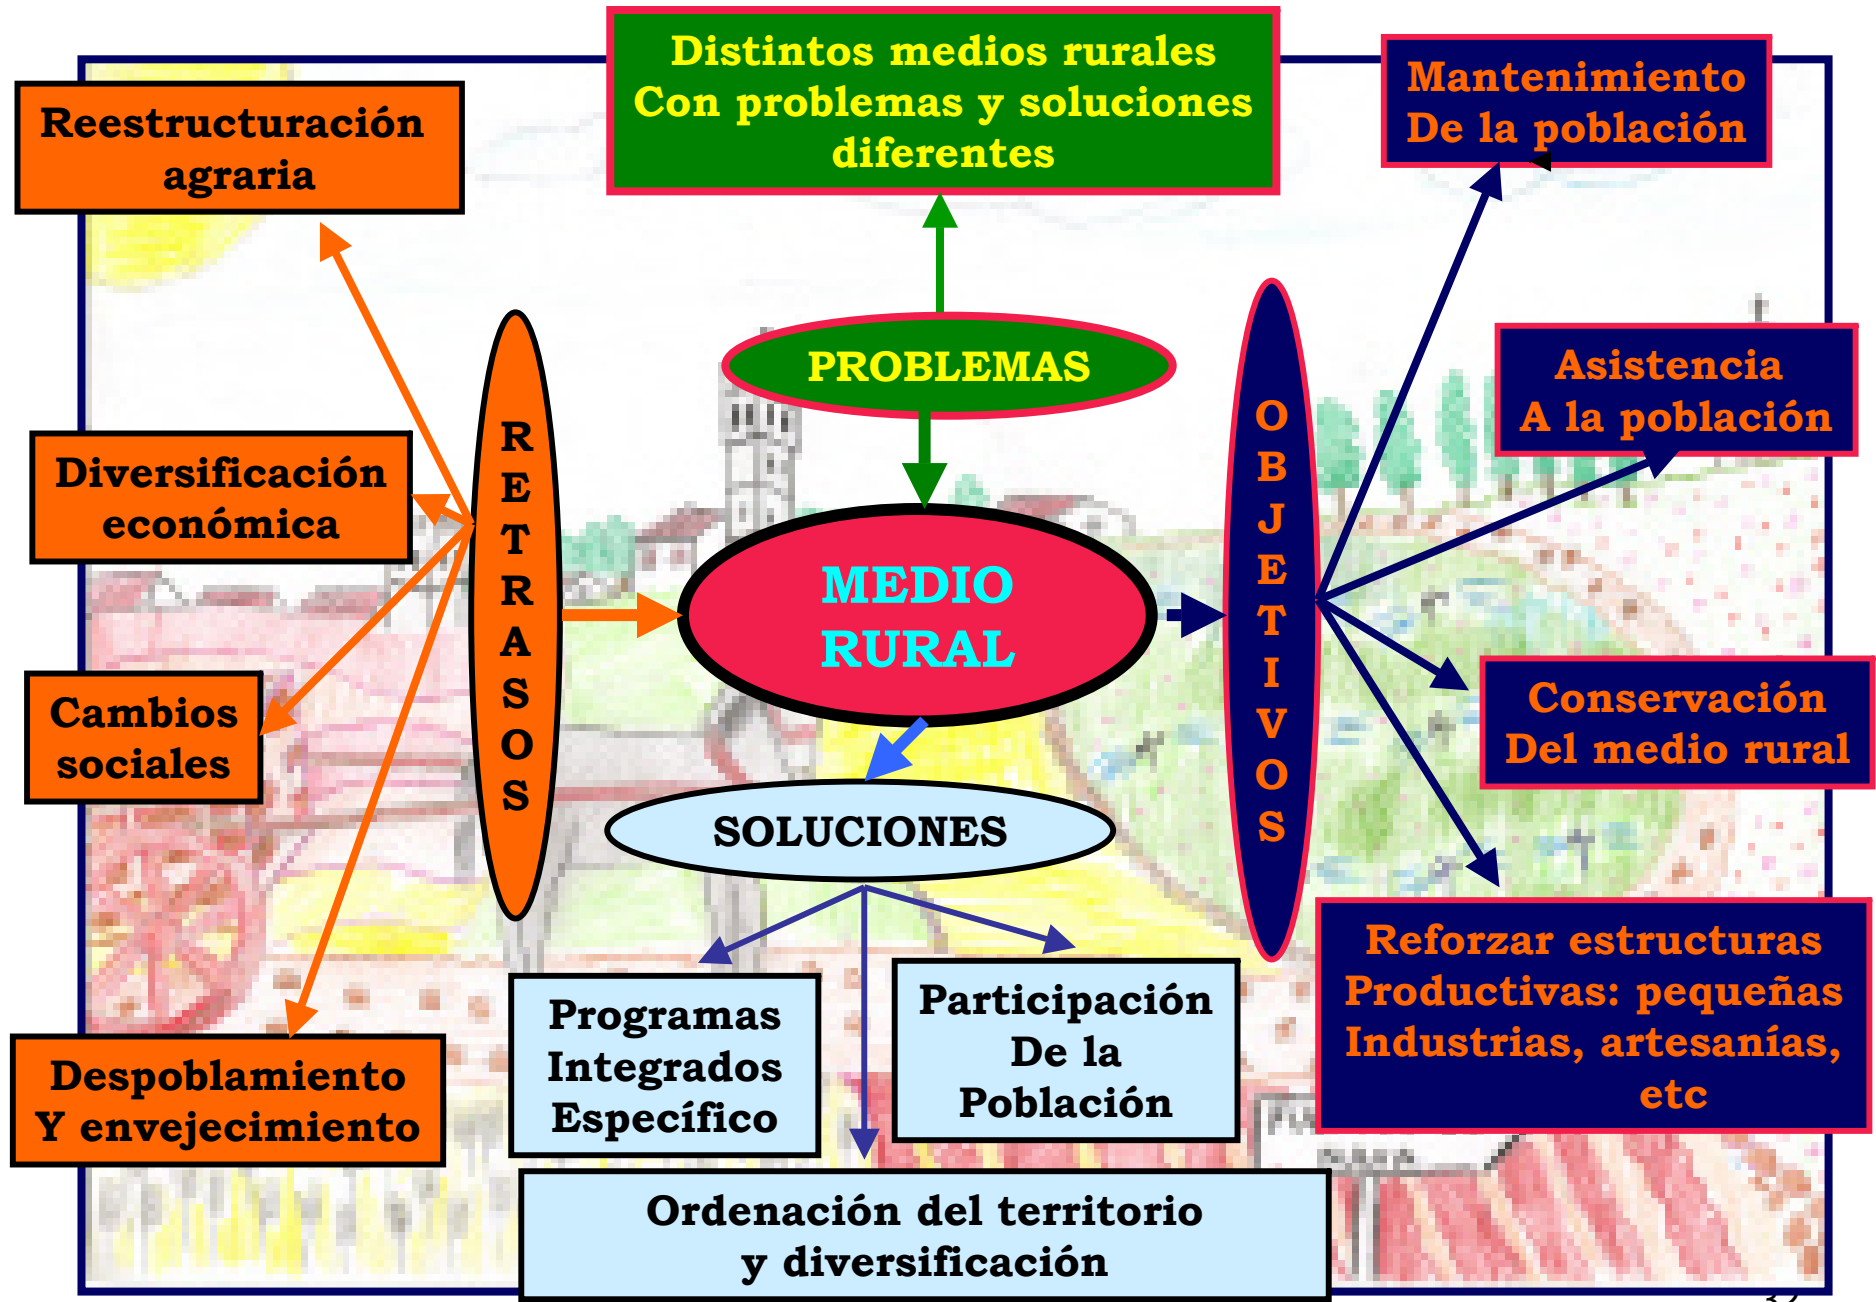 Distintos medios rurales
Con problemas y soluciones
diferentes
Mantenimiento
De la población
Reestructuración
agraria
PROBLEMAS
Asistencia
A la población
Diversificación
económica
RETRASOS
OBJETIVOS
MEDIO
RURAL
Cambios
sociales
Conservación
Del medio rural
SOLUCIONES
Reforzar estructuras
Productivas: pequeñas
Industrias, artesanías,
etc
Programas
Integrados
Específico
Participación
De la
Población
Despoblamiento
Y envejecimiento
Ordenación del territorio
y diversificación